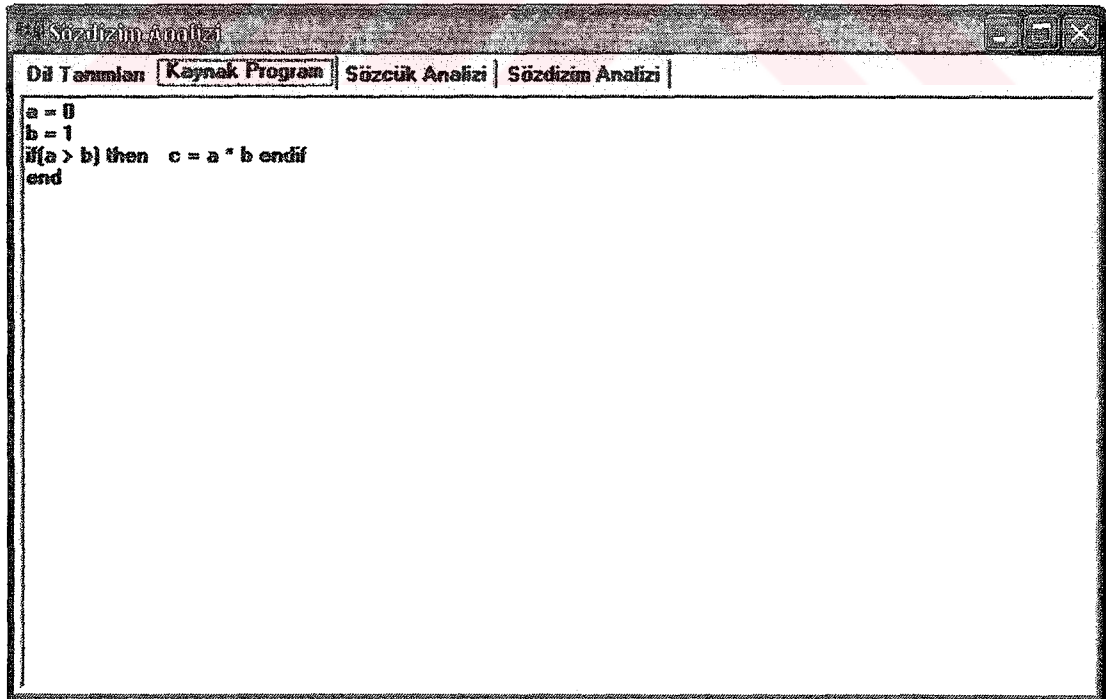 Sözdizim Analizi
Dil Tanımları Kaynak Program Sözcük Analizi Sözdizim Analizi
a = 0
b = 1
if(a > b) then c = a * b endif
end